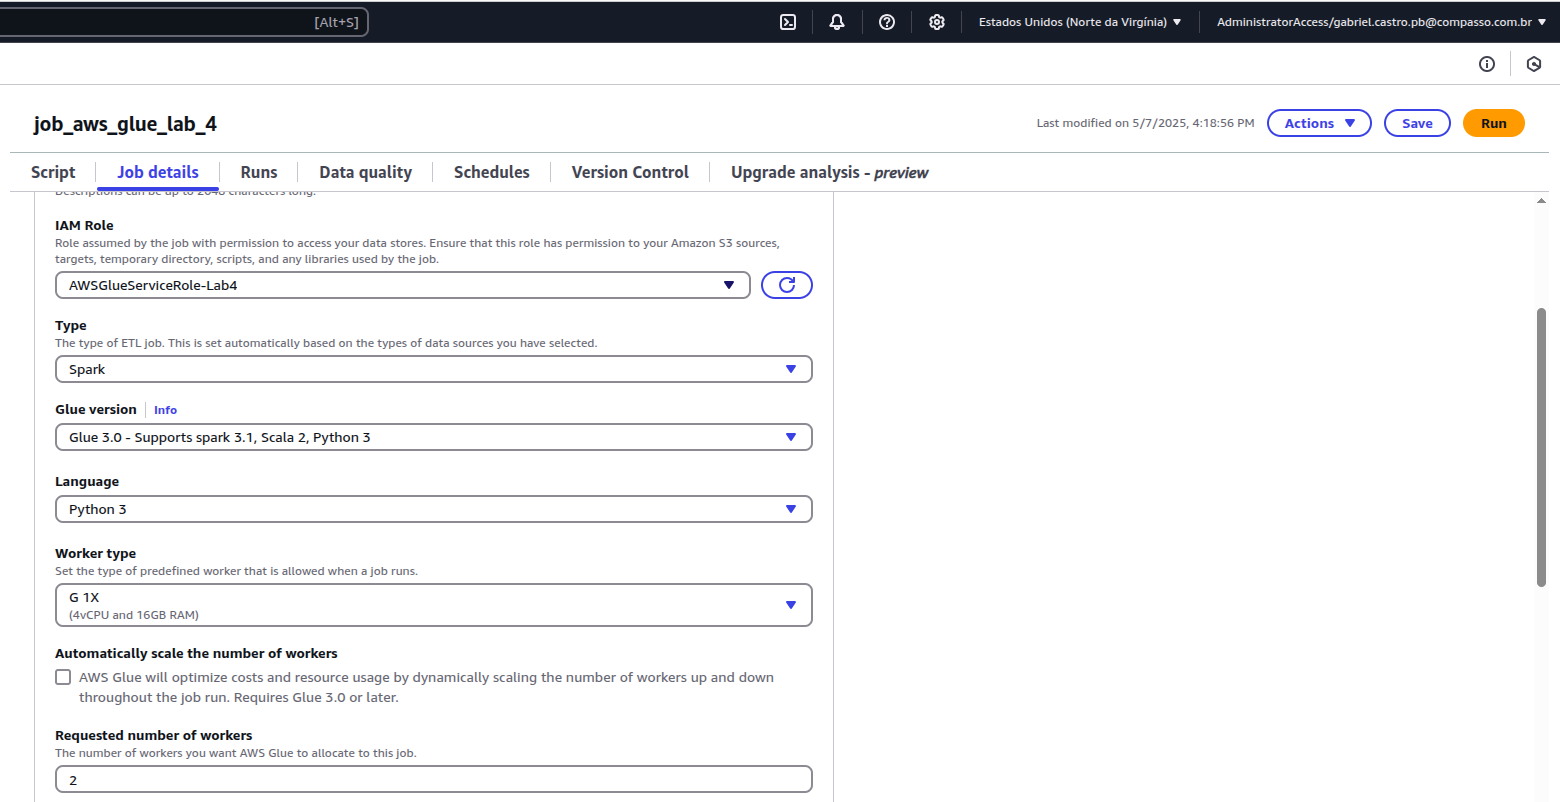 [Alt+S]
Estados Unidos (Norte da Virgínia)
AdministratorAccess/gabriel.castro.pb@compasso.com.br
job_aws_glue_lab_4
Last modified on 5/7/2025, 4:18:56 PM
Actions
Save
Run
Script
Job details
Runs
Data quality
Schedules
Version Control
Upgrade analysis - preview
Descriptions can be up to 2048 characters long.
IAM Role
Role assumed by the job with permission to access your data stores. Ensure that this role has permission to your Amazon S3 sources,
targets, temporary directory, scripts, and any libraries used by the job.
AWSGlueServiceRole-Lab4
Type
The type of ETL job. This is set automatically based on the types of data sources you have selected.
Spark
Glue version
Info
Glue 3.0 - Supports spark 3.1, Scala 2, Python 3
Language
Python 3
Worker type
Set the type of predefined worker that is allowed when a job runs.
G 1X
(4vCPU and 16GB RAM)
Automatically scale the number of workers
AWS Glue will optimize costs and resource usage by dynamically scaling the number of workers up and down
throughout the job run. Requires Glue 3.0 or later.
Requested number of workers
The number of workers you want AWS Glue to allocate to this job.
2